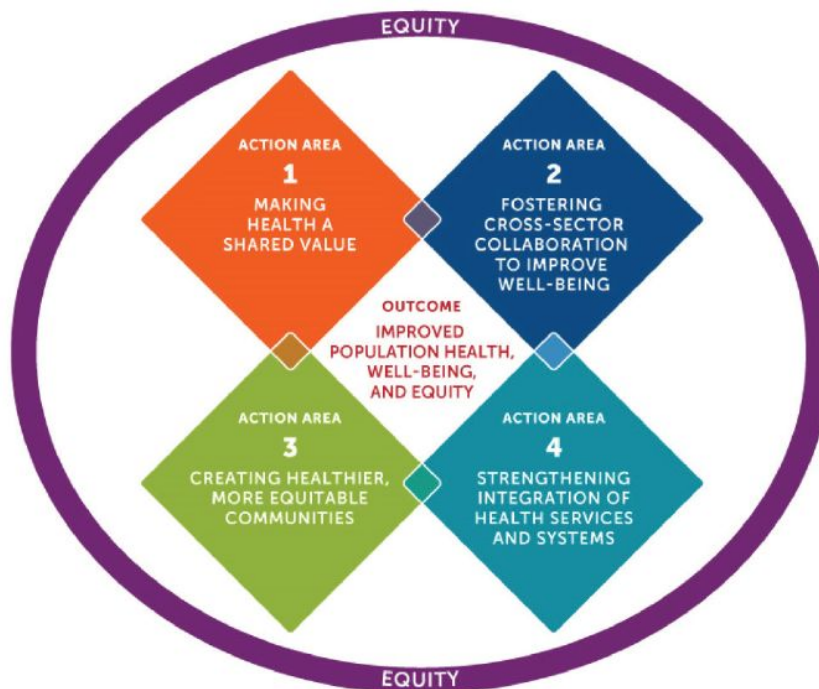 EQUITY
ACTION AREA
1
MAKING
HEALTH A
SHARED VALUE
ACTION AREA
2
FOSTERING
CROSS-SECTOR
COLLABORATION
TO IMPROVE
WELL-BEING
OUTCOME
IMPROVED
POPULATION HEALTH,
WELL-BEING,
AND EQUITY
ACTION AREA
3
CREATING HEALTHIER,
MORE EQUITABLE
COMMUNITIES
ACTION AREA
4
STRENGTHENING
INTEGRATION OF
HEALTH SERVICES
AND SYSTEMS
EQUITY